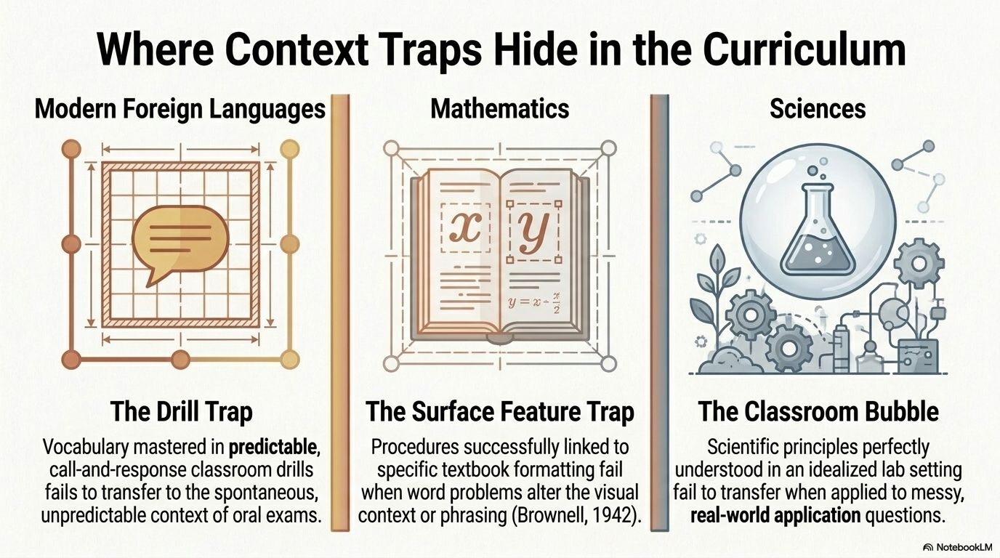 Where Context Traps Hide in the Curriculum
Modern Foreign Languages
The Drill Trap
Vocabulary mastered in predictable,
call-and-response classroom drills
fails to transfer to the spontaneous,
unpredictable context of oral exams.
Mathematics
x
y
The Surface Feature Trap
Procedures successfully linked to
specific textbook formatting fail
when word problems alter the visual
context or phrasing (Brownell, 1942).
Sciences
The Classroom Bubble
Scientific principles perfectly
understood in an idealized lab setting
fail to transfer when applied to messy,
real-world application questions.
NotebookLM